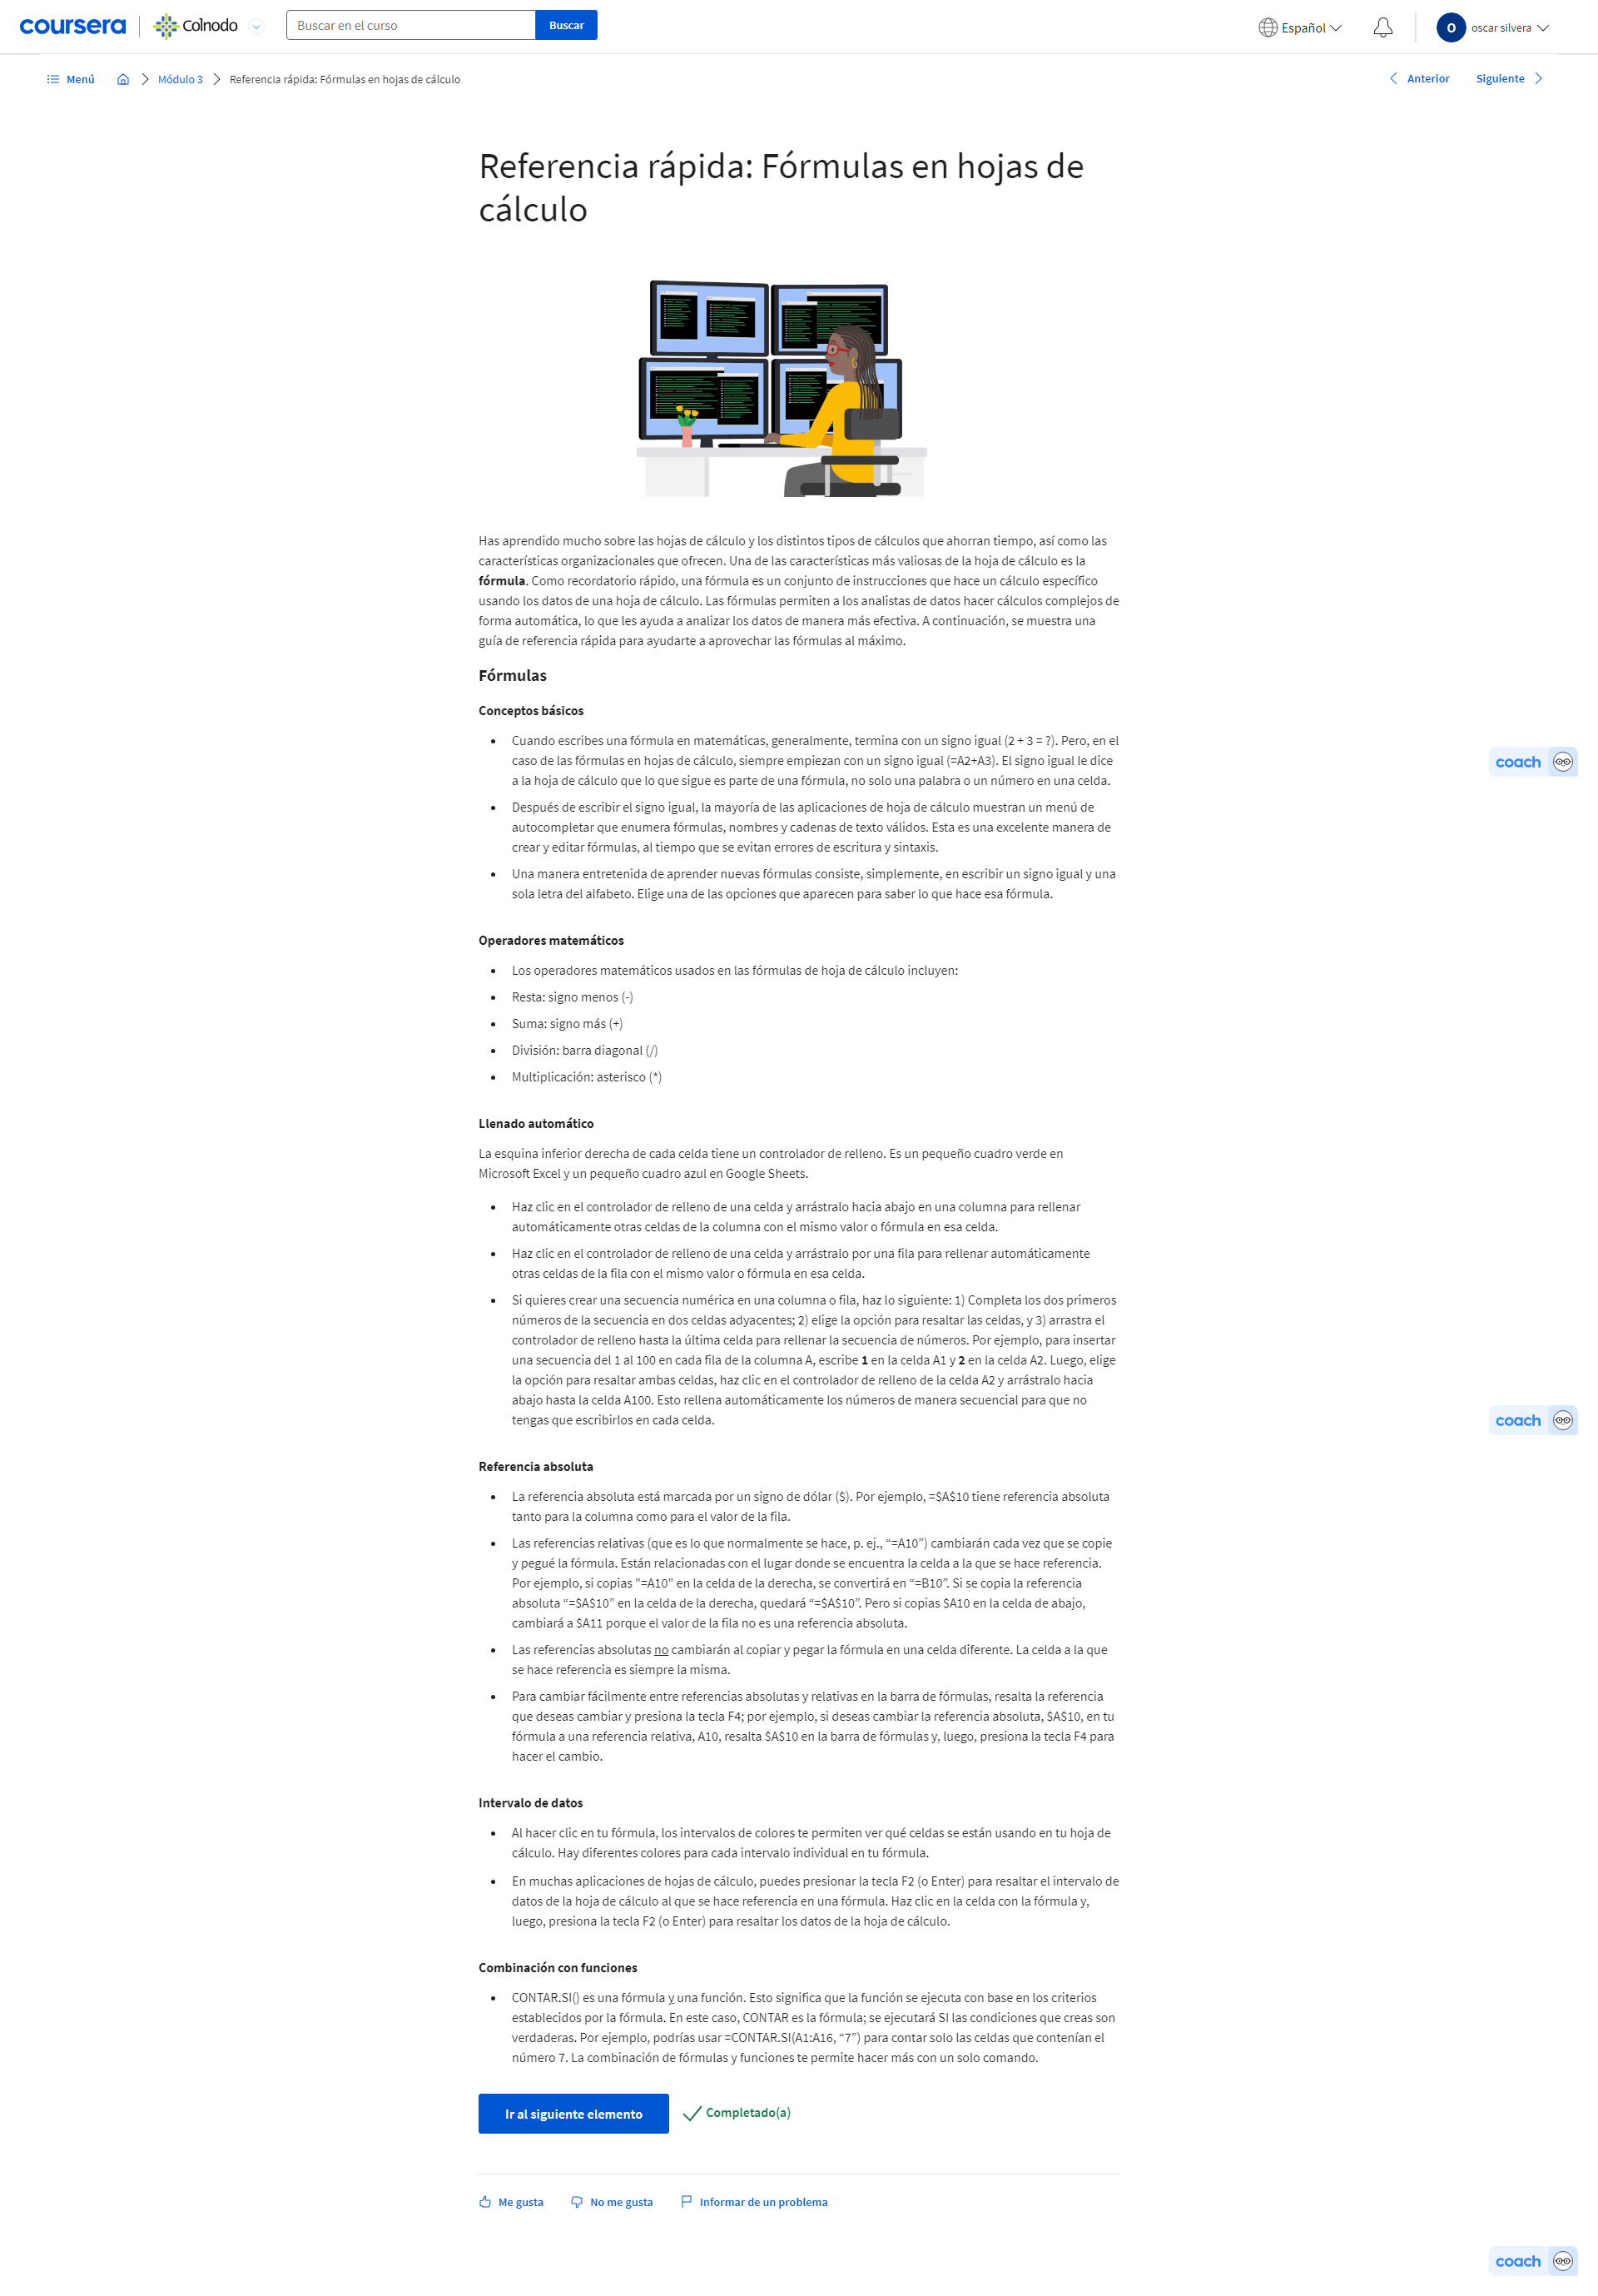 coursera
Colnodo
Buscar en el curso
Buscar
Español
O
oscar silvera
Menú
Módulo 3
Referencia rápida: Fórmulas en hojas de cálculo
Anterior
Siguiente
Referencia rápida: Fórmulas en hojas de
cálculo
Has aprendido mucho sobre las hojas de cálculo y los distintos tipos de cálculos que ahorran tiempo, así como las
características organizacionales que ofrecen. Una de las características más valiosas de la hoja de cálculo es la
fórmula. Como recordatorio rápido, una fórmula es un conjunto de instrucciones que hace un cálculo específico
usando los datos de una hoja de cálculo. Las fórmulas permiten a los analistas de datos hacer cálculos complejos de
forma automática, lo que les ayuda a analizar los datos de manera más efectiva. A continuación, se muestra una
guía de referencia rápida para ayudarte a aprovechar las fórmulas al máximo.
Fórmulas
Conceptos básicos
• Cuando escribes una fórmula en matemáticas, generalmente, termina con un signo igual (2 + 3 = ?). Pero, en el
caso de las fórmulas en hojas de cálculo, siempre empiezan con un signo igual (=A2+A3). El signo igual le dice
a la hoja de cálculo que lo que sigue es parte de una fórmula, no solo una palabra o un número en una celda.
coach
• Después de escribir el signo igual, la mayoría de las aplicaciones de hoja de cálculo muestran un menú de
autocompletar que enumera fórmulas, nombres y cadenas de texto válidos. Esta es una excelente manera de
crear y editar fórmulas, al tiempo que se evitan errores de escritura y sintaxis.
• Una manera entretenida de aprender nuevas fórmulas consiste, simplemente, en escribir un signo igual y una
sola letra del alfabeto. Elige una de las opciones que aparecen para saber lo que hace esa fórmula.
Operadores matemáticos
• Los operadores matemáticos usados en las fórmulas de hoja de cálculo incluyen:
• Resta: signo menos (-)
• Suma: signo más (+)
• División: barra diagonal (/)
• Multiplicación: asterisco (*)
Llenado automático
La esquina inferior derecha de cada celda tiene un controlador de relleno. Es un pequeño cuadro verde en
Microsoft Excel y un pequeño cuadro azul en Google Sheets.
• Haz clic en el controlador de relleno de una celda y arrástralo hacia abajo en una columna para rellenar
automáticamente otras celdas de la columna con el mismo valor o fórmula en esa celda.
• Haz clic en el controlador de relleno de una celda y arrástralo por una fila para rellenar automáticamente
otras celdas de la fila con el mismo valor o fórmula en esa celda.
• Si quieres crear una secuencia numérica en una columna o fila, haz lo siguiente: 1) Completa los dos primeros
números de la secuencia en dos celdas adyacentes; 2) elige la opción para resaltar las celdas, y 3) arrastra el
controlador de relleno hasta la última celda para rellenar la secuencia de números. Por ejemplo, para insertar
una secuencia del 1 al 100 en cada fila de la columna A, escribe 1 en la celda A1 y 2 en la celda A2. Luego, elige
la opción para resaltar ambas celdas, haz clic en el controlador de relleno de la celda A2 y arrástralo hacia
abajo hasta la celda A100. Esto rellena automáticamente los números de manera secuencial para que no
tengas que escribirlos en cada celda.
coach
Referencia absoluta
• La referencia absoluta está marcada por un signo de dólar ($). Por ejemplo, =$A$10 tiene referencia absoluta
tanto para la columna como para el valor de la fila.
• Las referencias relativas (que es lo que normalmente se hace, p. ej., “=A10”) cambiarán cada vez que se copie
y pegué la fórmula. Están relacionadas con el lugar donde se encuentra la celda a la que se hace referencia.
Por ejemplo, si copias "=A10" en la celda de la derecha, se convertirá en “=B10”. Si se copia la referencia
absoluta “=$A$10” en la celda de la derecha, quedará “=$A$10”. Pero si copias $A10 en la celda de abajo,
cambiará a $A11 porque el valor de la fila no es una referencia absoluta.
• Las referencias absolutas no cambiarán al copiar y pegar la fórmula en una celda diferente. La celda a la que
se hace referencia es siempre la misma.
• Para cambiar fácilmente entre referencias absolutas y relativas en la barra de fórmulas, resalta la referencia
que deseas cambiar y presiona la tecla F4; por ejemplo, si deseas cambiar la referencia absoluta, $A$10, en tu
fórmula a una referencia relativa, A10, resalta $A$10 en la barra de fórmulas y, luego, presiona la tecla F4 para
hacer el cambio.
Intervalo de datos
• Al hacer clic en tu fórmula, los intervalos de colores te permiten ver qué celdas se están usando en tu hoja de
cálculo. Hay diferentes colores para cada intervalo individual en tu fórmula.
• En muchas aplicaciones de hojas de cálculo, puedes presionar la tecla F2 (o Enter) para resaltar el intervalo de
datos de la hoja de cálculo al que se hace referencia en una fórmula. Haz clic en la celda con la fórmula y,
luego, presiona la tecla F2 (o Enter) para resaltar los datos de la hoja de cálculo.
Combinación con funciones
• CONTAR.SI() es una fórmula y una función. Esto significa que la función se ejecuta con base en los criterios
establecidos por la fórmula. En este caso, CONTAR es la fórmula; se ejecutará SI las condiciones que creas son
verdaderas. Por ejemplo, podrías usar =CONTAR.SI(A1:A16, “7”) para contar solo las celdas que contenían el
número 7. La combinación de fórmulas y funciones te permite hacer más con un solo comando.
Ir al siguiente elemento
Completado(a)
Me gusta
No me gusta
Informar de un problema
coach